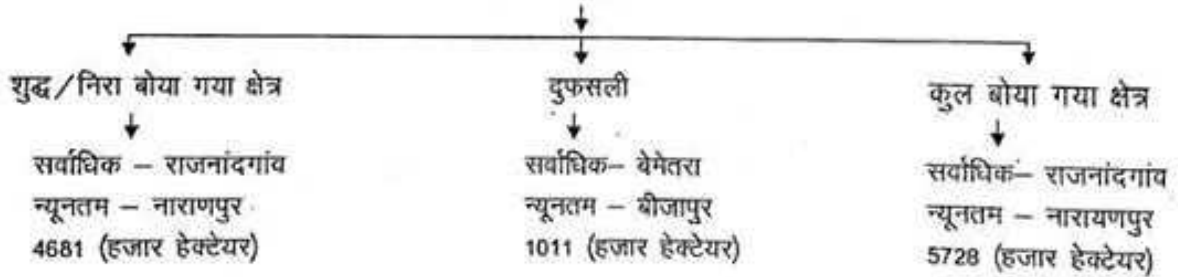 शुद्ध/निरा बोया गया क्षेत्र
सर्वाधिक – राजनांदगांव
न्यूनतम – नाराणपुर
4681 (हजार हेक्टेयर)
दुफसली
सर्वाधिक– बेमेतरा
न्यूनतम – बीजापुर
1011 (हजार हेक्टेयर)
कुल बोया गया क्षेत्र
सर्वाधिक– राजनांदगांव
न्यूनतम – नारायणपुर
5728 (हजार हेक्टेयर)